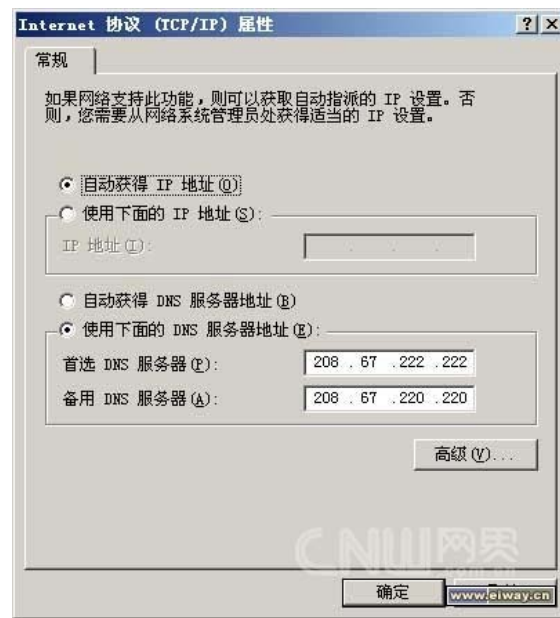 Internet 协议 (TCP/IP) 属性
常规
如果网络支持此功能，则可以获取自动指派的 IP 设置。否
则，您需要从网络系统管理员处获得适当的 IP 设置。
自动获得 IP 地址(O)
使用下面的 IP 地址(S):
IP 地址(I):
自动获得 DNS 服务器地址(B)
使用下面的 DNS 服务器地址(E):
首选 DNS 服务器(P): 208 . 67 .222 .222
备用 DNS 服务器(A): 208 . 67 .220 .220
高级(V)...
CNW网界
.com.cn
确定
www.eiway.cn